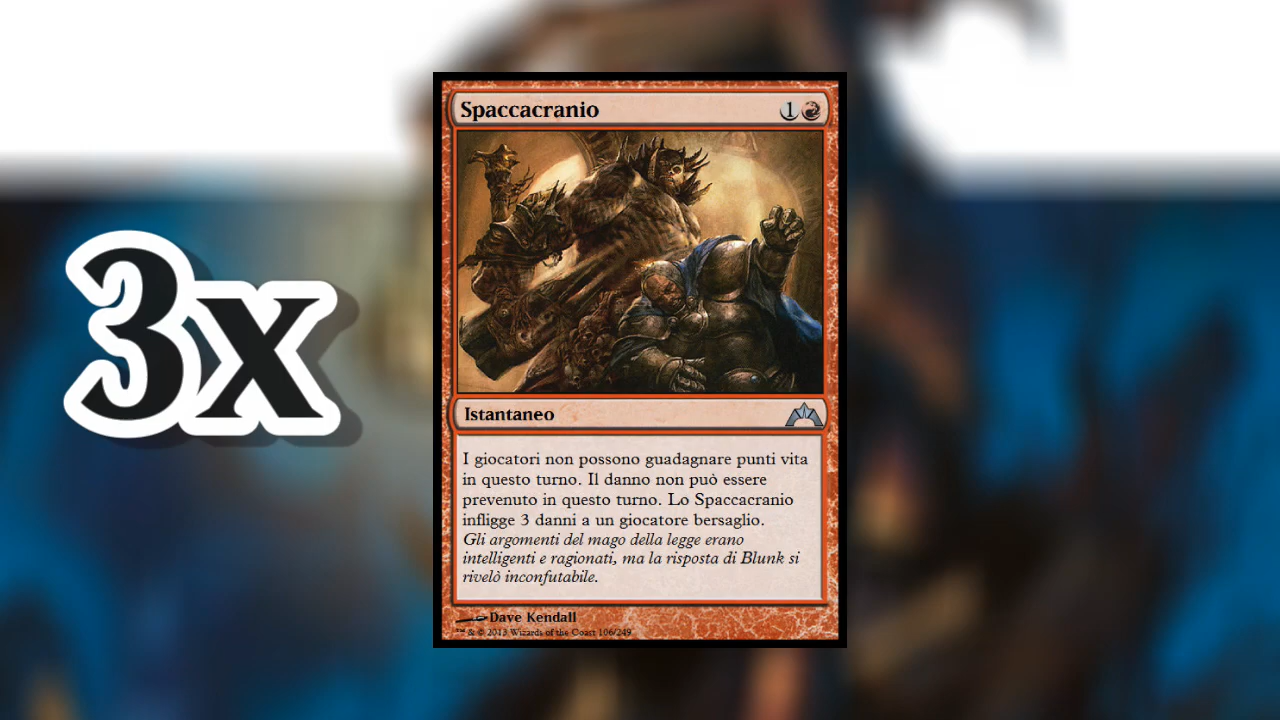 3x
Spaccacranio
1
Istantaneo
I giocatori non possono guadagnare punti vita
in questo turno. Il danno non può essere
prevenuto in questo turno. Lo Spaccacranio
infligge 3 danni a un giocatore bersaglio.
Gli argomenti del mago della legge erano
intelligenti e ragionati, ma la risposta di Blunk si
rivelò inconfutabile.
Dave Kendall
™ & © 2013 Wizards of the Coast 106/249